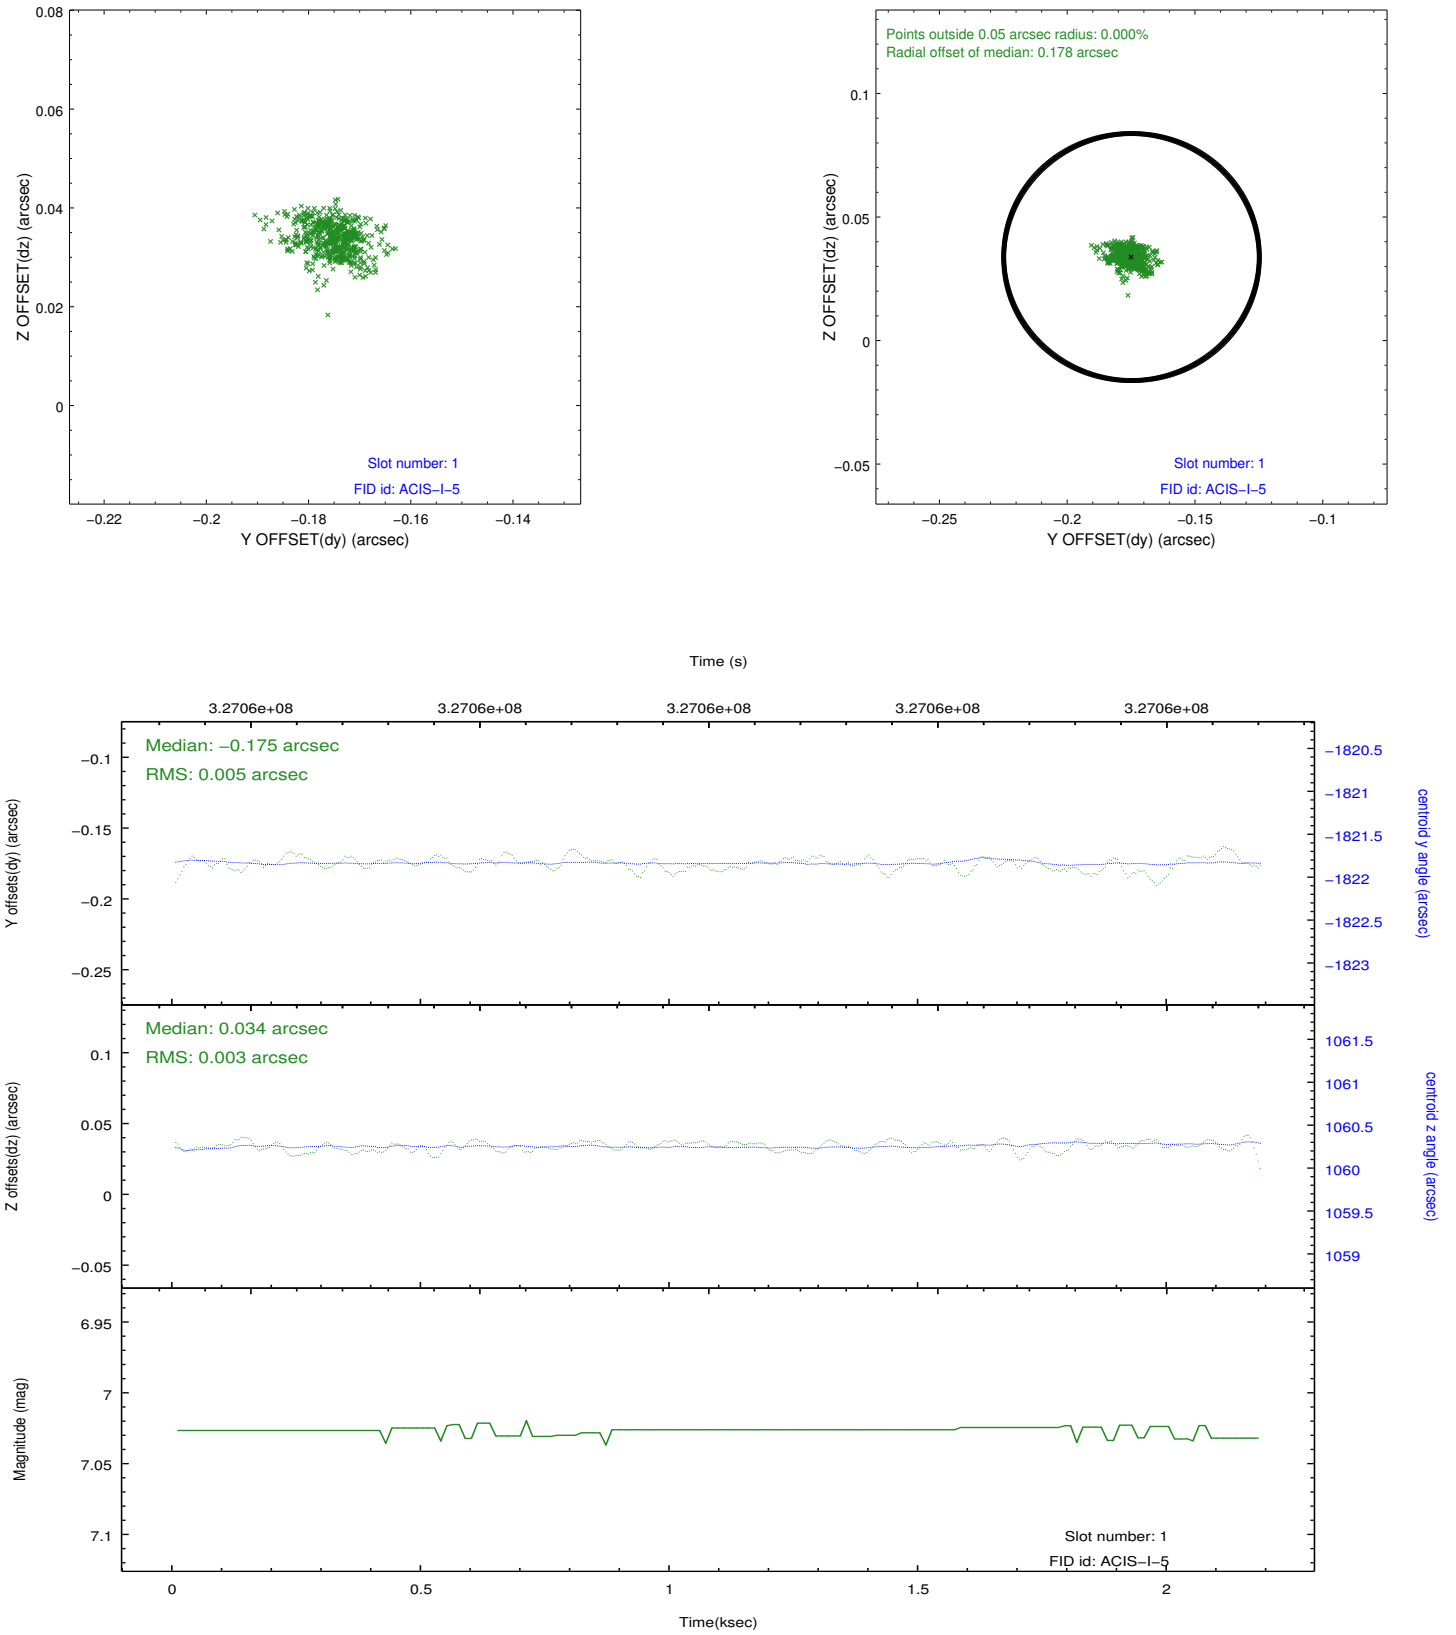 0.08
0.06
0.04
0.02
0
Z OFFSET(dz) (arcsec)
Slot number: 1
FID id: ACIS−I−5
−0.22 −0.2 −0.18 −0.16 −0.14
Y OFFSET(dy) (arcsec)
Points outside 0.05 arcsec radius: 0.000%
Radial offset of median: 0.178 arcsec
0.1
0.05
0
−0.05
Z OFFSET(dz) (arcsec)
Slot number: 1
FID id: ACIS−I−5
−0.25 −0.2 −0.15 −0.1
Y OFFSET(dy) (arcsec)
Time (s)
3.2706e+08 3.2706e+08 3.2706e+08 3.2706e+08 3.2706e+08
Median: −0.175 arcsec
RMS: 0.005 arcsec
−0.1
−0.15
−0.2
−0.25
Y offsets(dy) (arcsec)
−1820.5
−1821
−1821.5
−1822
−1822.5
−1823
centroid y angle (arcsec)
Median: 0.034 arcsec
RMS: 0.003 arcsec
0.1
0.05
0
−0.05
Z offsets(dz) (arcsec)
1061.5
1061
1060.5
1060
1059.5
1059
centroid z angle (arcsec)
6.95
7
7.05
7.1
Magnitude (mag)
Slot number: 1
FID id: ACIS−I−5
0 0.5 1 1.5 2
Time(ksec)